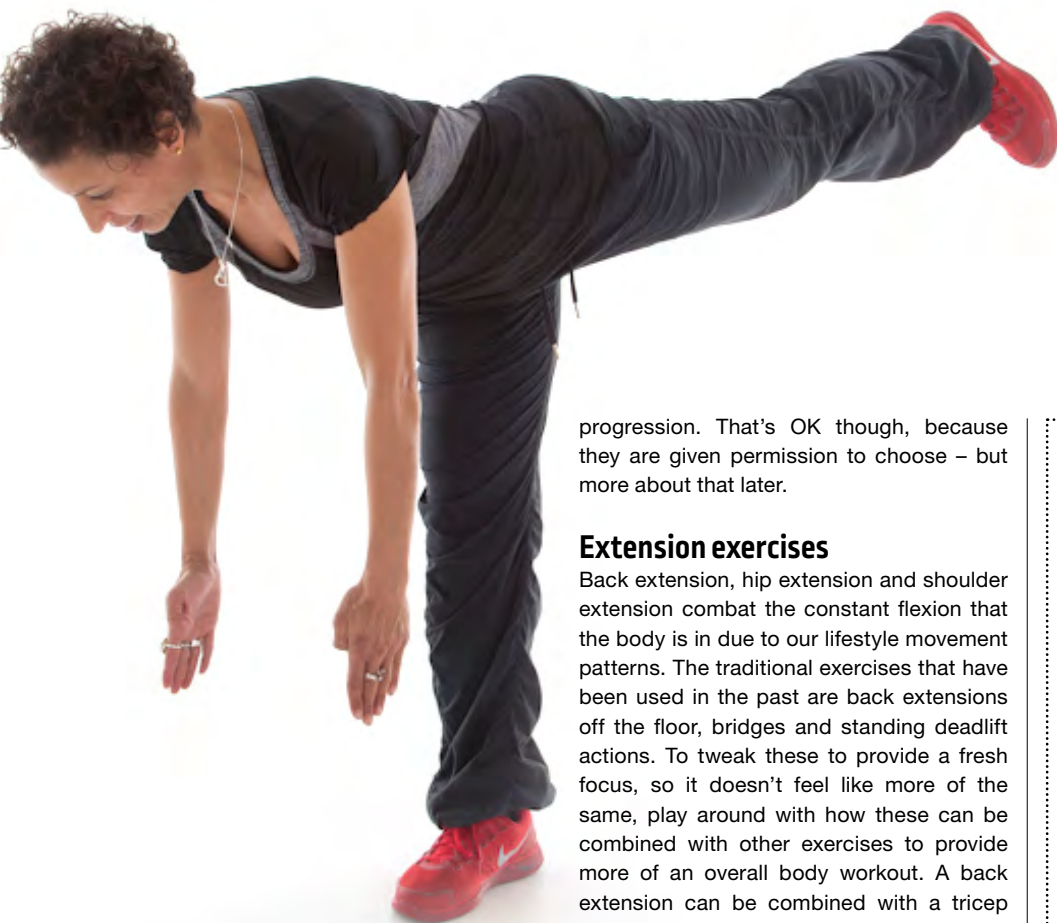 progression. That's OK though, because
they are given permission to choose – but
more about that later.
Extension exercises
Back extension, hip extension and shoulder
extension combat the constant flexion that
the body is in due to our lifestyle movement
patterns. The traditional exercises that have
been used in the past are back extensions
off the floor, bridges and standing deadlift
actions. To tweak these to provide a fresh
focus, so it doesn't feel like more of the
same, play around with how these can be
combined with other exercises to provide
more of an overall body workout. A back
extension can be combined with a tricep